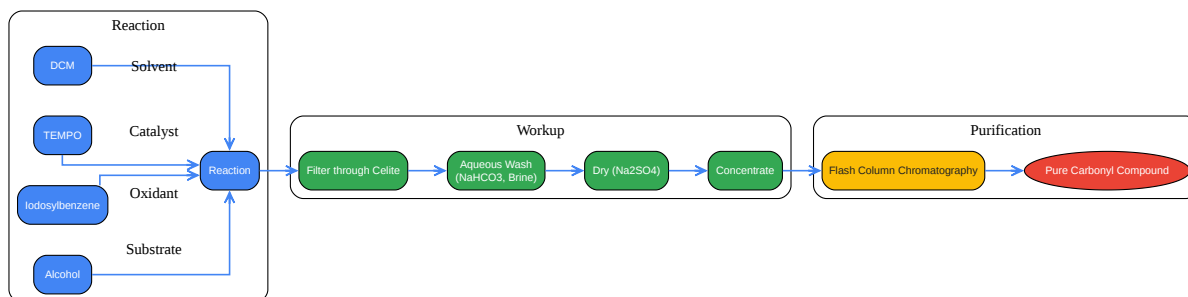 Reaction
DCM
Solvent
TEMPO
Catalyst
Iodosylbenzene
Oxidant
Alcohol
Substrate
Reaction
Workup
Filter through Celite
Aqueous Wash
(NaHCO3, Brine)
Dry (Na2SO4)
Concentrate
Purification
Flash Column Chromatography
Pure Carbonyl Compound